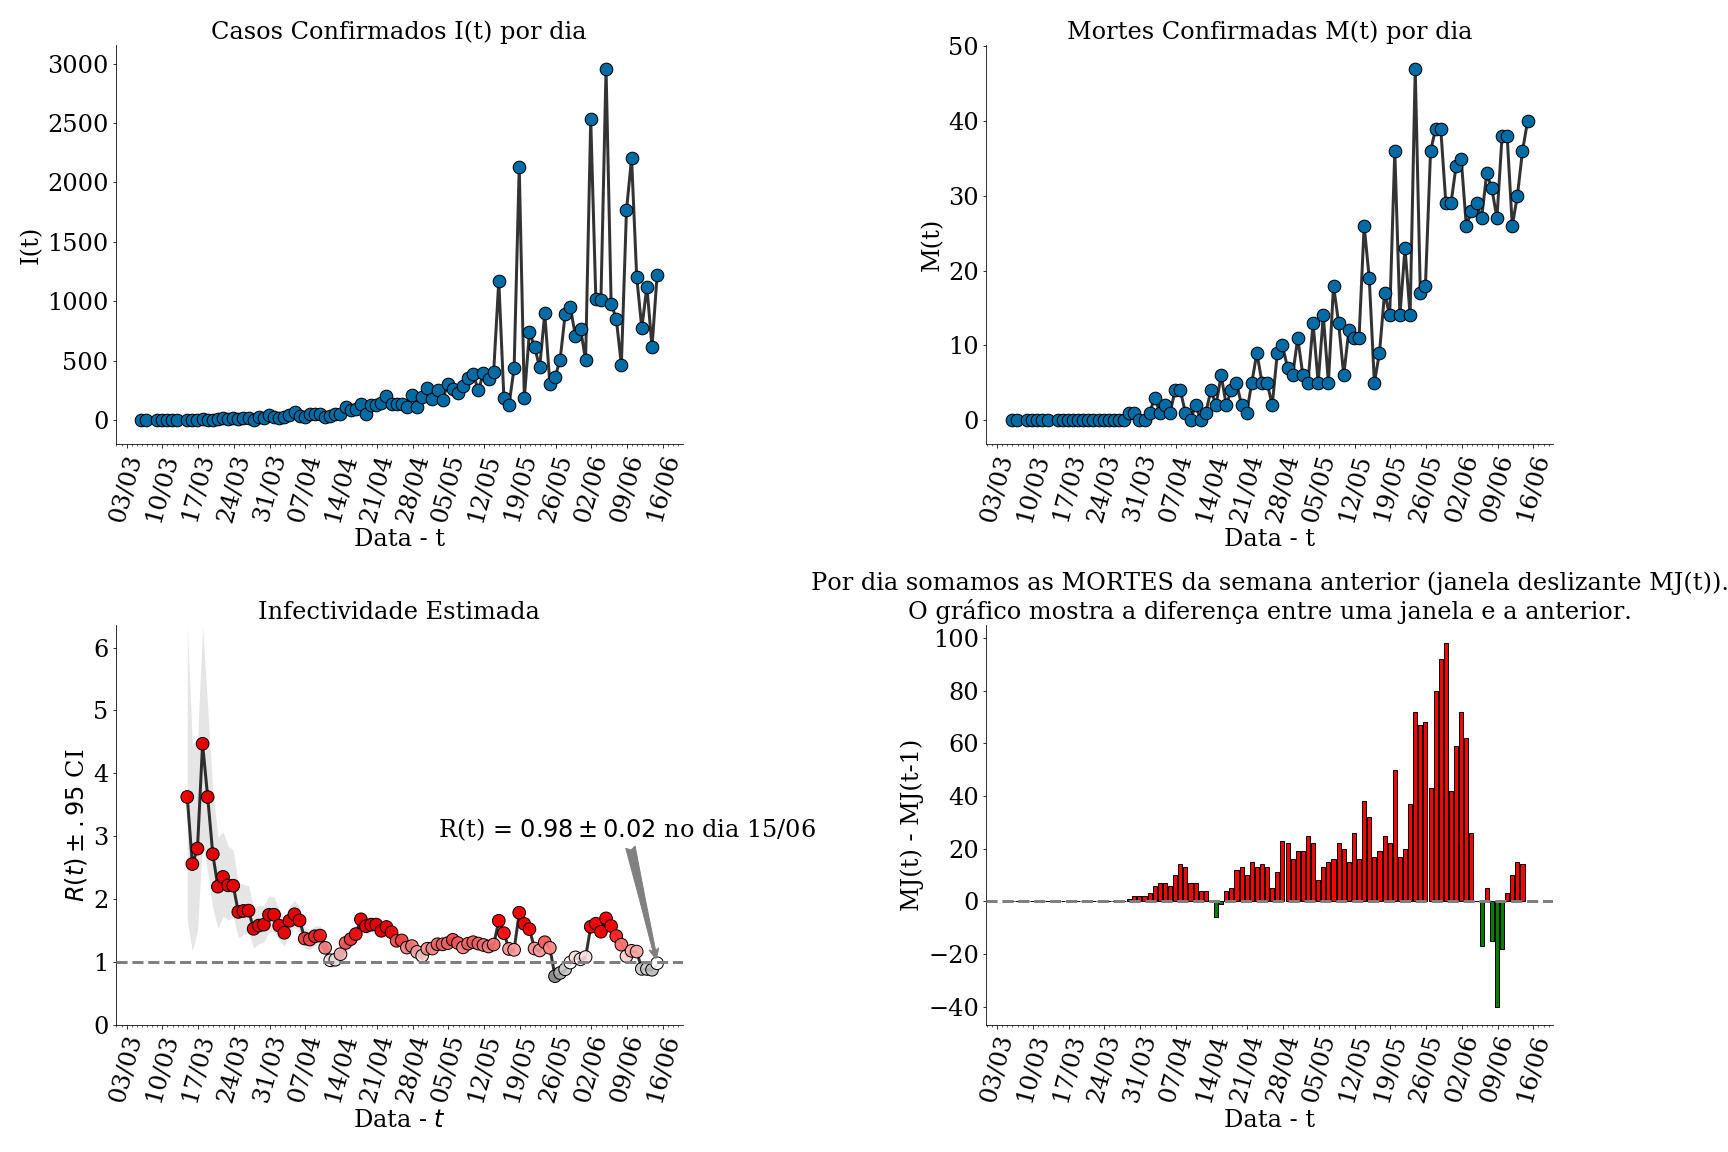 Casos Confirmados I(t) por dia
I(t)
3000
2500
2000
1500
1000
500
0
03/03 10/03 17/03 24/03 31/03 07/04 14/04 21/04 28/04 05/05 12/05 19/05 26/05 02/06 09/06 16/06
Data - t
Mortes Confirmadas M(t) por dia
M(t)
50
40
30
20
10
0
03/03 10/03 17/03 24/03 31/03 07/04 14/04 21/04 28/04 05/05 12/05 19/05 26/05 02/06 09/06 16/06
Data - t
Infectividade Estimada
R(t) ± .95 CI
6
5
4
3
2
1
0
R(t) = 0.98 ± 0.02 no dia 15/06
03/03 10/03 17/03 24/03 31/03 07/04 14/04 21/04 28/04 05/05 12/05 19/05 26/05 02/06 09/06 16/06
Data - t
Por dia somamos as MORTES da semana anterior (janela deslizante MJ(t)).
O gráfico mostra a diferença entre uma janela e a anterior.
MJ(t) - MJ(t-1)
100
80
60
40
20
0
−20
−40
03/03 10/03 17/03 24/03 31/03 07/04 14/04 21/04 28/04 05/05 12/05 19/05 26/05 02/06 09/06 16/06
Data - t